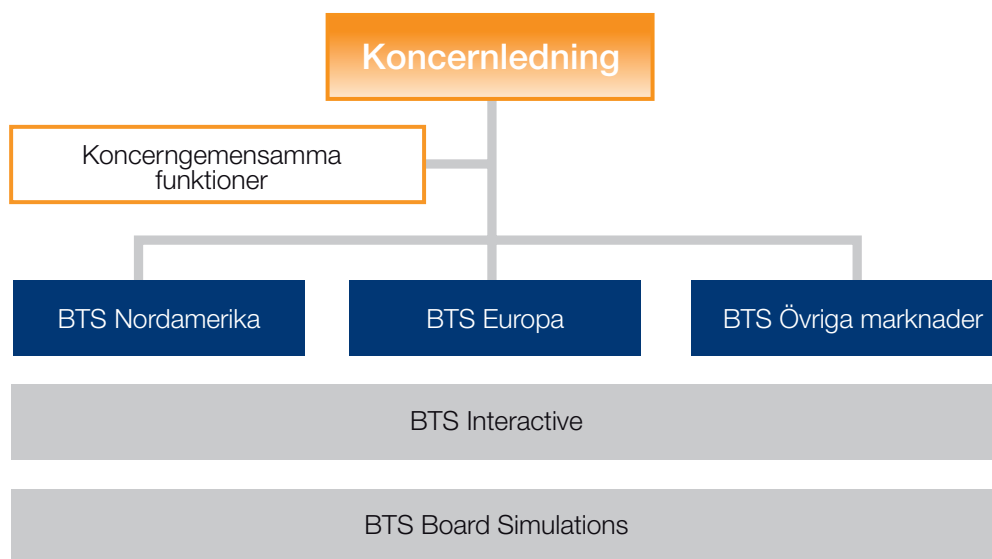 Koncernledning
Koncerngemensamma
funktioner
BTS Nordamerika
BTS Europa
BTS Övriga marknader
BTS Interactive
BTS Board Simulations